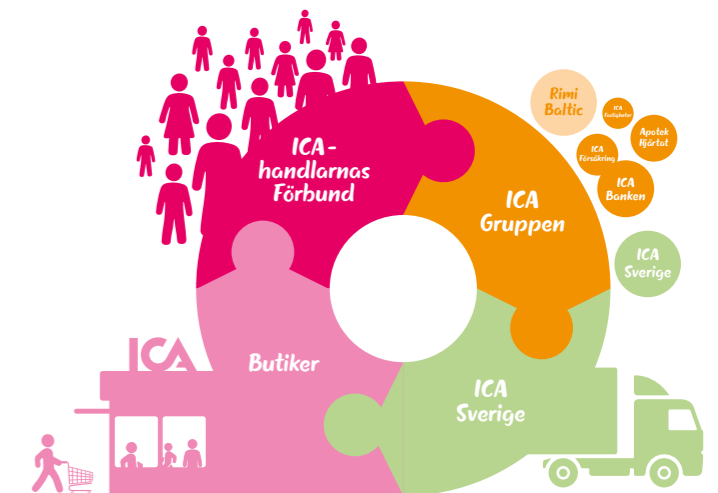 ICA-
handlarnas
Förbund
ICA
Gruppen
Rimi
Baltic
ICA
Fastigheter
Apotek
Hjärtat
ICA
Försäkring
ICA
Banken
ICA
Sverige
ICA
Butiker
ICA
Sverige